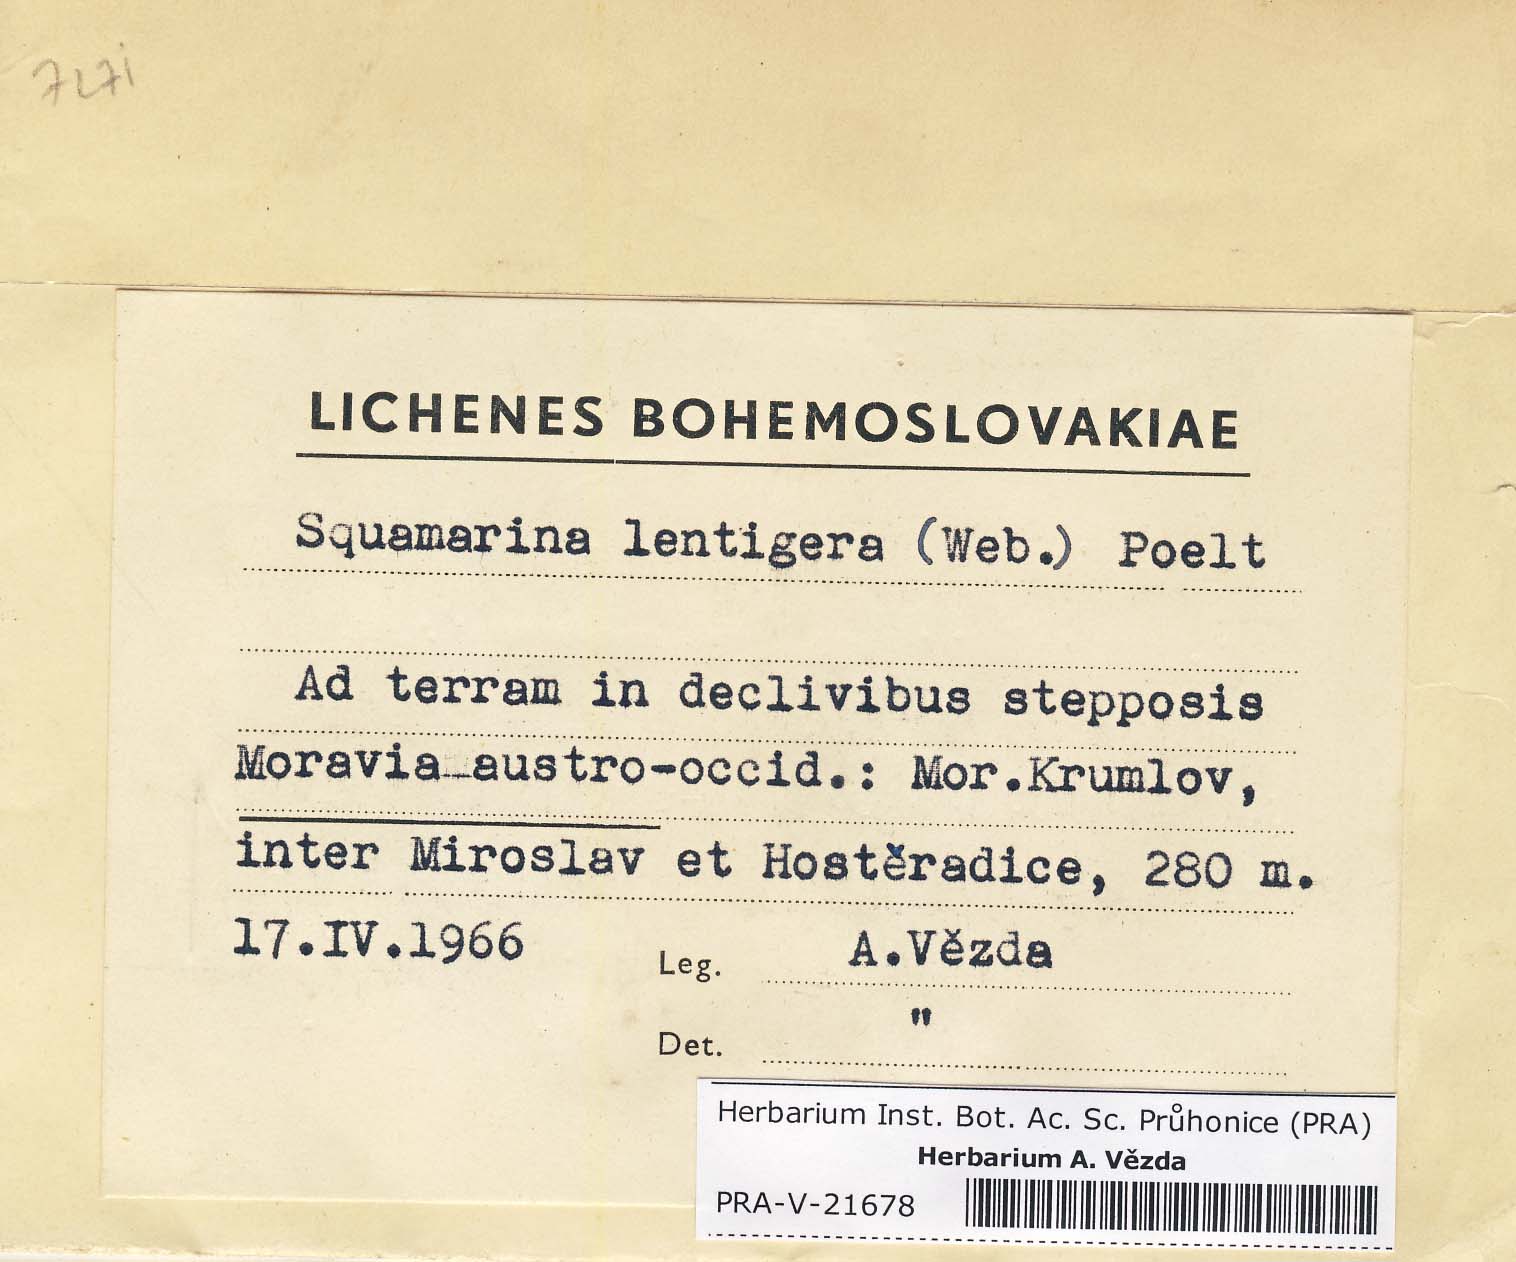 LICHENES BOHEMOSLOVAKIAE
Squamarina lentigera (Web.) Poelt
Ad terram in declivibus stepposis
Moravia austro-occid.: Mor.Krumlov,
inter Miroslav et Hostěradice, 280 m.
17.IV.1966 Leg. A.Vězda
Det. "
Herbarium Inst. Bot. Ac. Sc. Průhonice (PRA)
Herbarium A. Vězda
PRA-V-21678